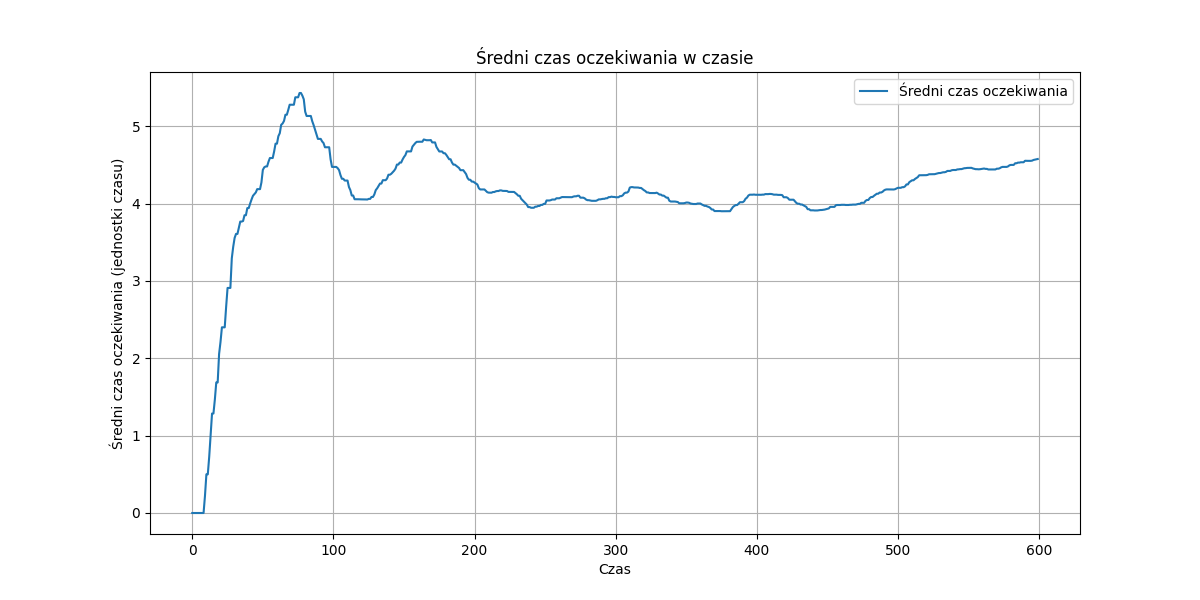 Średni czas oczekiwania w czasie
Średni czas oczekiwania
Średni czas oczekiwania (jednostki czasu)
5
4
3
2
1
0
0 100 200 300 400 500 600
Czas